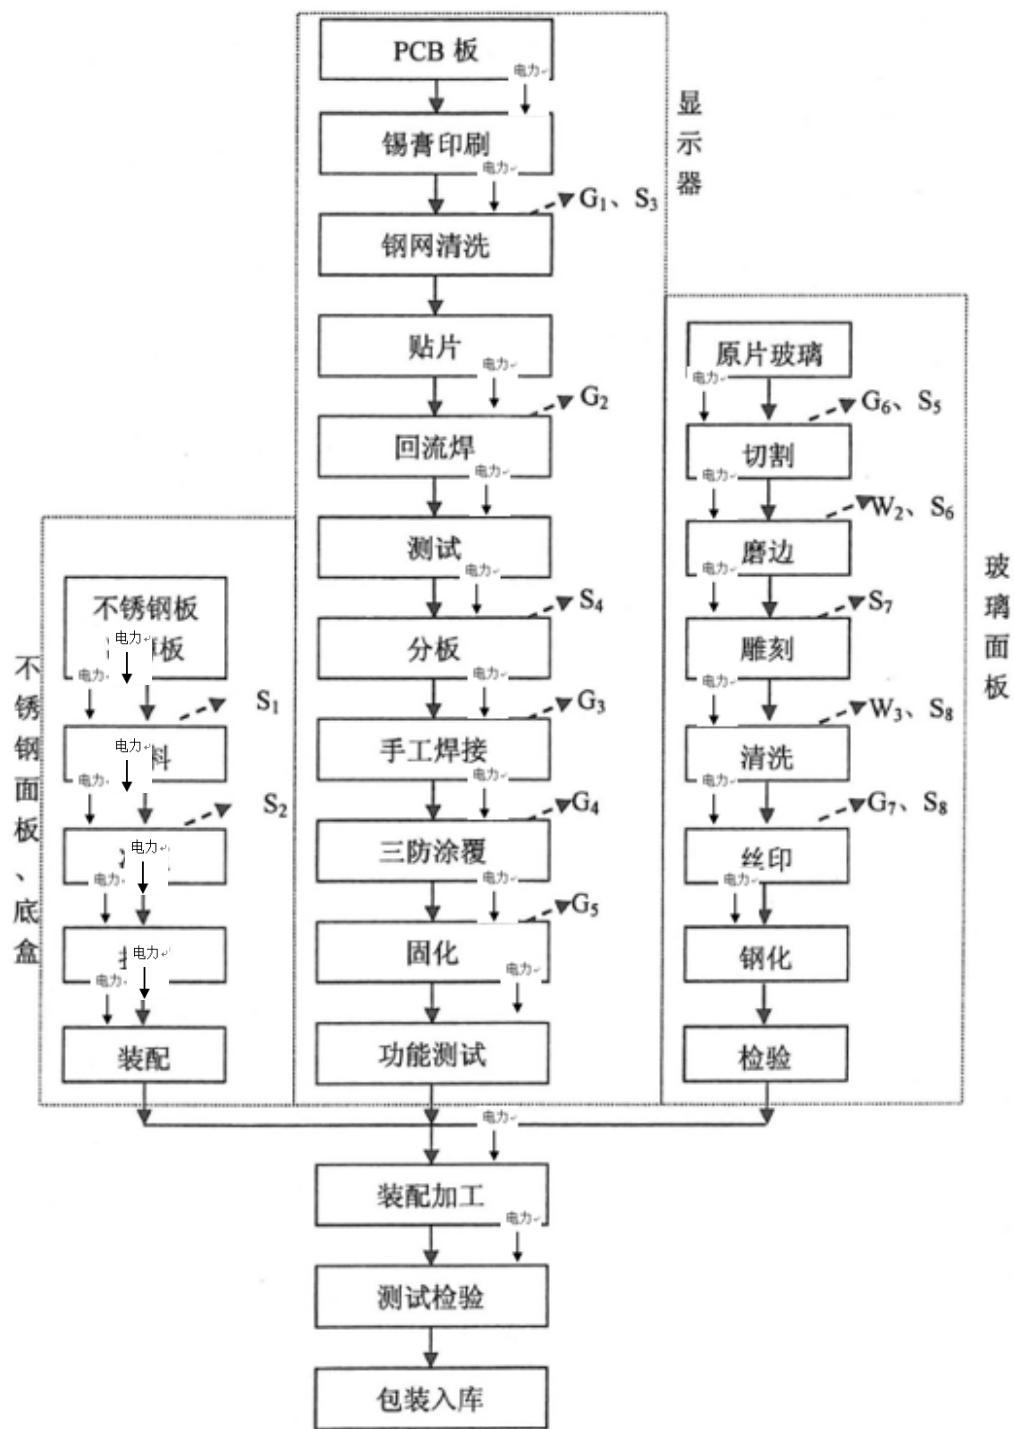 PCB 板
电力
锡膏印刷
电力
G1、S3
钢网清洗
贴片
电力
G2
回流焊
电力
测试
电力
S4
分板
电力
G3
手工焊接
电力
G4
三防涂覆
电力
G5
固化
电力
功能测试
显示器
原片玻璃
电力
G6、S5
切割
电力
W2、S6
磨边
电力
S7
雕刻
电力
W3、S8
清洗
电力
G7、S8
丝印
电力
钢化
检验
玻璃面板
不锈钢板
电力
板
电力
S1
电力
料
电力
S2
电力
电力
电力
电力
装配
不锈钢面板、底盒
电力
装配加工
电力
测试检验
包装入库